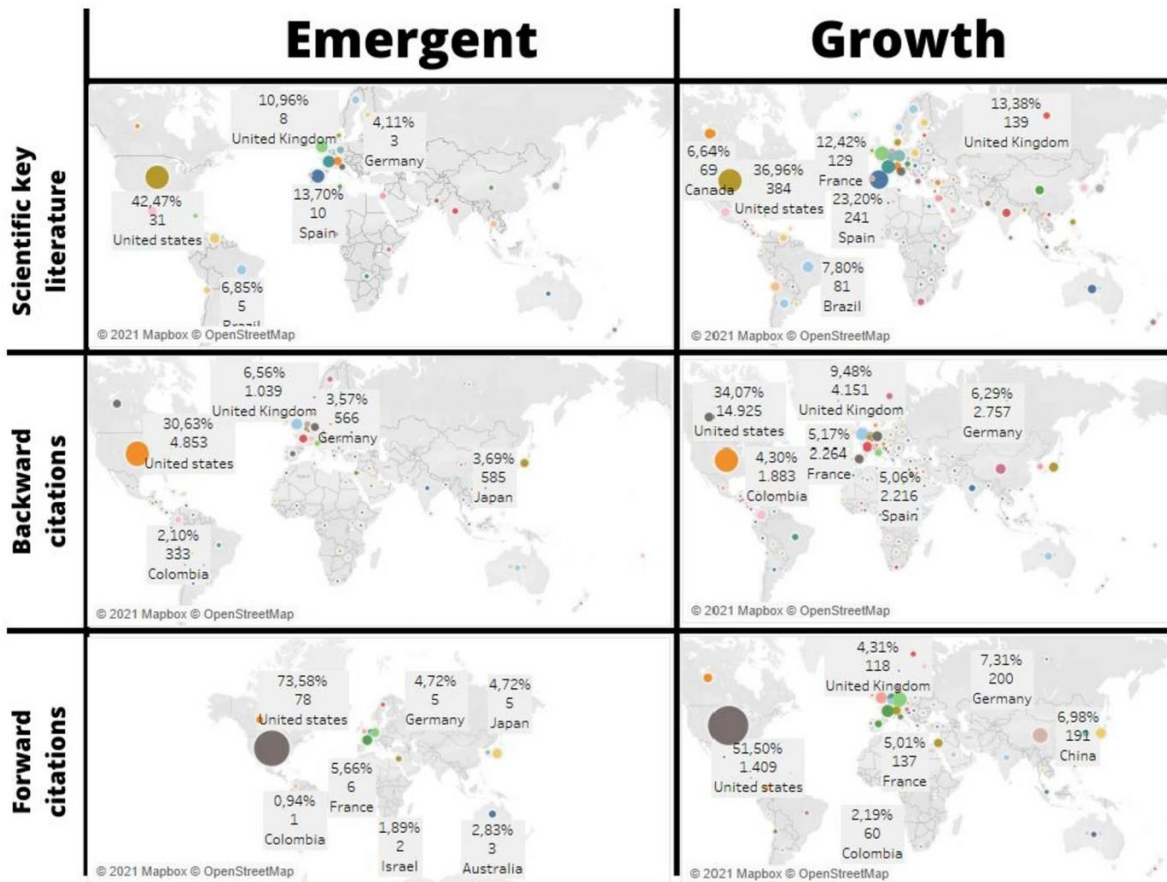 Emergent
Growth
Scientific key
literature
10,96%
8
United Kingdom
4,11%
3
Germany
42,47%
31
United states
13,70%
10
Spain
6,85%
5
Brazil
© 2021 Mapbox © OpenStreetMap
13,38%
139
United Kingdom
12,42%
129
France
6,64%
69
Canada
36,96%
384
United states
23,20%
241
Spain
7,80%
81
Brazil
© 2021 Mapbox © OpenStreetMap
Backward
citations
6,56%
1.039
United Kingdom
3,57%
566
Germany
30,63%
4.853
United states
3,69%
585
Japan
2,10%
333
Colombia
© 2021 Mapbox © OpenStreetMap
34,07%
14.925
United states
9,48%
4.151
United Kingdom
6,29%
2.757
Germany
5,17%
2.264
France
4,30%
1.883
Colombia
5,06%
2.216
Spain
© 2021 Mapbox © OpenStreetMap
Forward
citations
73,58%
78
United states
4,72%
5
Germany
4,72%
5
Japan
5,66%
6
France
0,94%
1
Colombia
1,89%
2
Israel
2,83%
3
Australia
© 2021 Mapbox © OpenStreetMap
4,31%
118
United Kingdom
7,31%
200
Germany
6,98%
191
China
51,50%
1.409
United states
5,01%
137
France
2,19%
60
Colombia
© 2021 Mapbox © OpenStreetMap